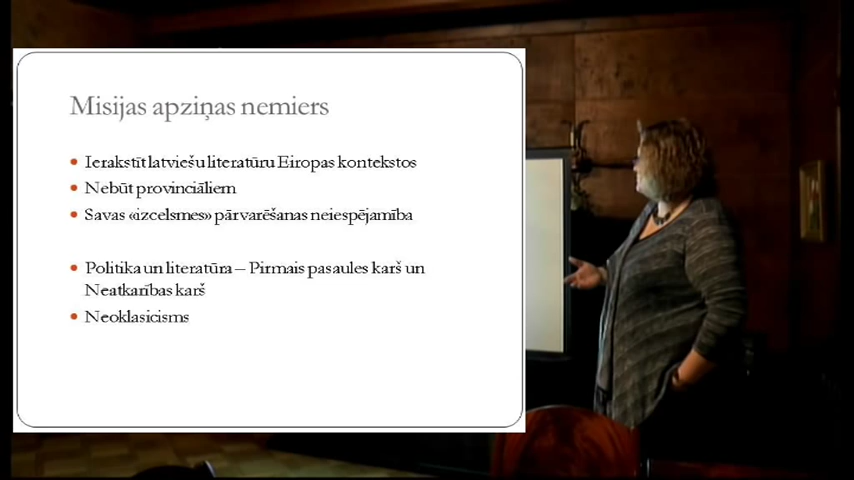 Misijas apziņas nemiers
Ierakstīt latviešu literatūru Eiropas kontekstos
Nebūt provinciāliem
Savas «izcelsmes» pārvarēšanas neiespējamība
Politika un literatūra – Pirmais pasaules karš un
Neatkarības karš
Neoklasicisms